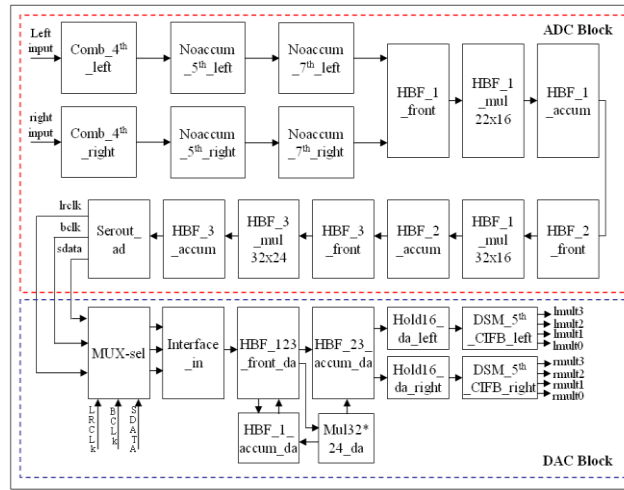 ADC Block
Left
input
Comb_4th
_left
Noaccum
_5th_left
Noaccum
_7th_left
HBF_1
_front
HBF_1
_mul
22x16
HBF_1
_accum
right
input
Comb_4th
_right
Noaccum
_5th_right
Noaccum
_7th_right
lrclk
bclk
sdata
Serout_
ad
HBF_3
_accum
HBF_3
_mul
32x24
HBF_3
_front
HBF_2
_accum
HBF_1
_mul
32x16
HBF_2
_front
MUX-sel
Interface
_in
HBF_123
_front_da
HBF_23_
accum_da
Hold16_
da_left
DSM_5th
_CIFB_left
lmult3
lmult2
lmult1
lmult0
Hold16_
da_right
DSM_5th
_CIFB_right
rmult3
rmult2
rmult1
rmult0
LRCLk
BCLk
SDATA
HBF_1_
accum_da
Mul32*
24_da
DAC Block